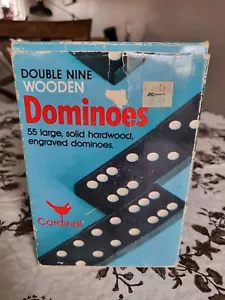 DOUBLE NINE
WOODEN
Dominoes
55 large, solid hardwood,
engraved dominoes.
Cardinal